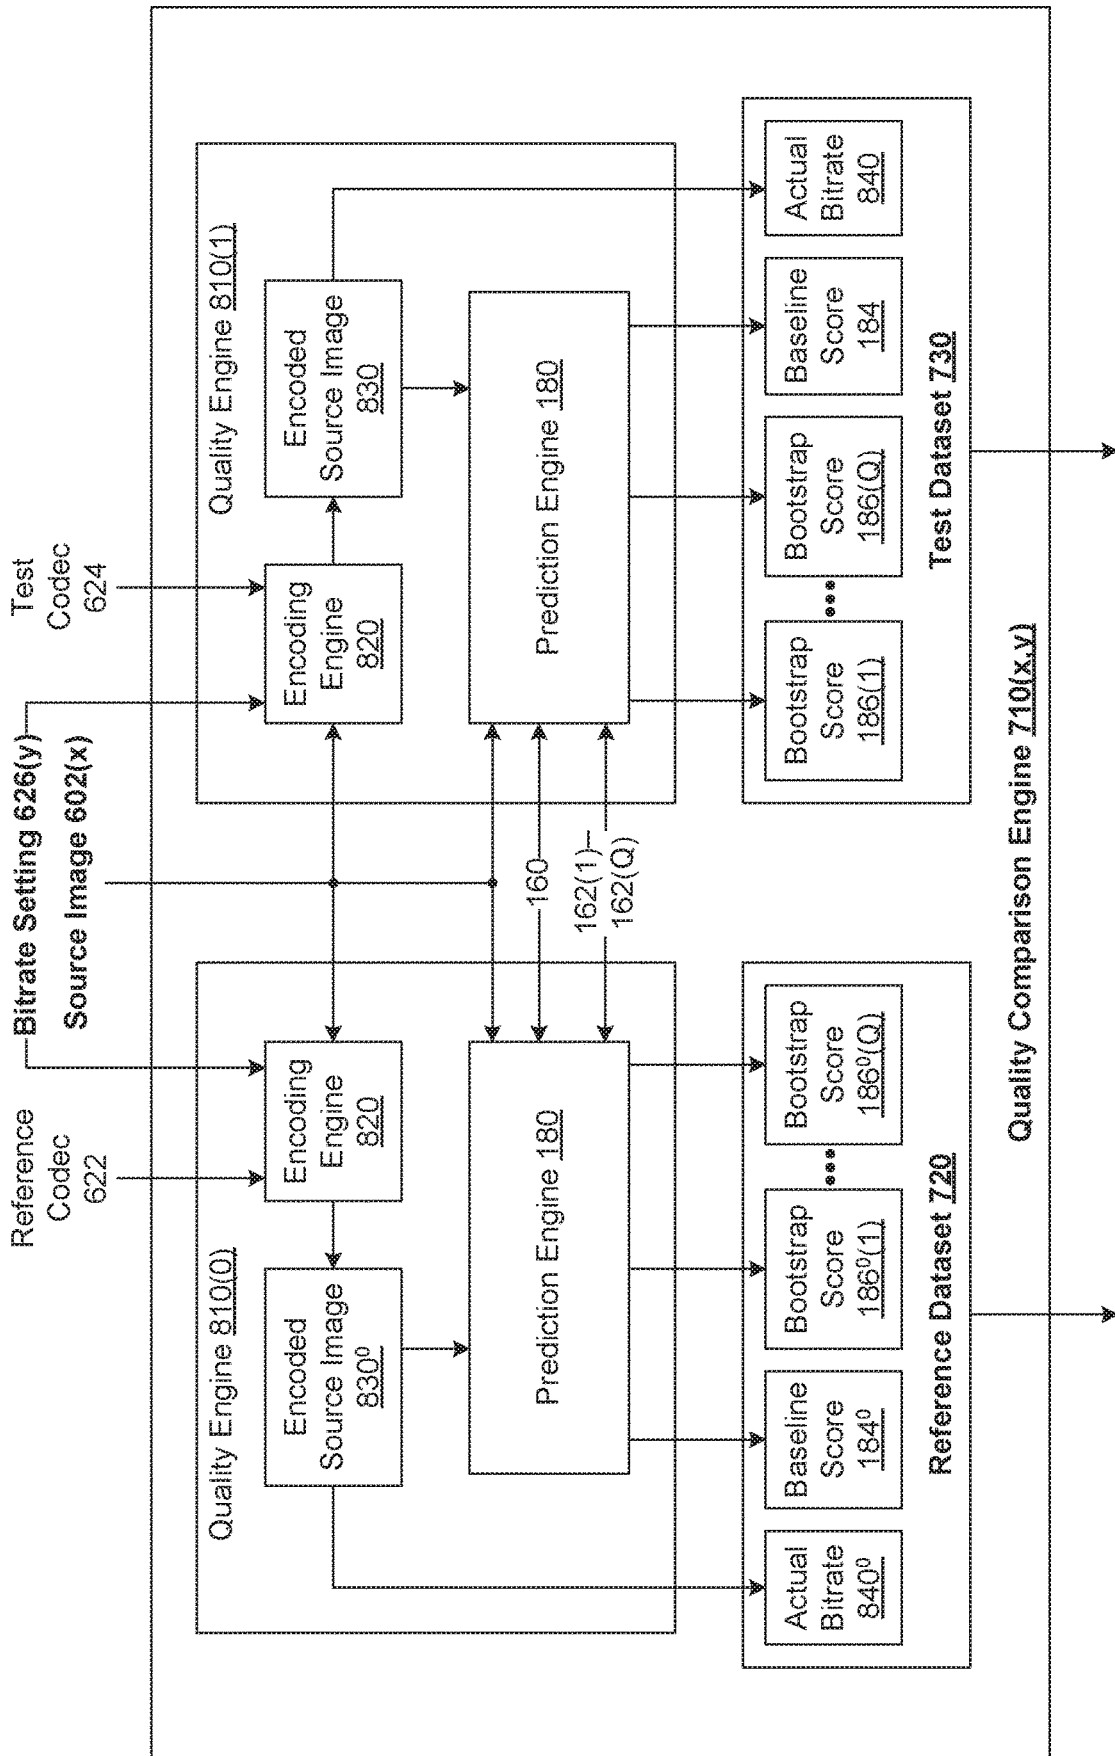 Reference
Codec
622
Bitrate Setting 626(y)
Source Image 602(x)
Test
Codec
624
Quality Engine 810(0)
Encoded
Source Image
830⁰
Encoding
Engine
820
Prediction Engine 180
160
162(1)–
162(Q)
Quality Engine 810(1)
Encoding
Engine
820
Encoded
Source Image
830
Prediction Engine 180
Actual
Bitrate
840⁰
Baseline
Score
184⁰
Bootstrap
Score
186⁰(1)
•••
Bootstrap
Score
186⁰(Q)
Reference Dataset 720
Bootstrap
Score
186(1)
•••
Bootstrap
Score
186(Q)
Baseline
Score
184
Actual
Bitrate
840
Test Dataset 730
Quality Comparison Engine 710(x,y)